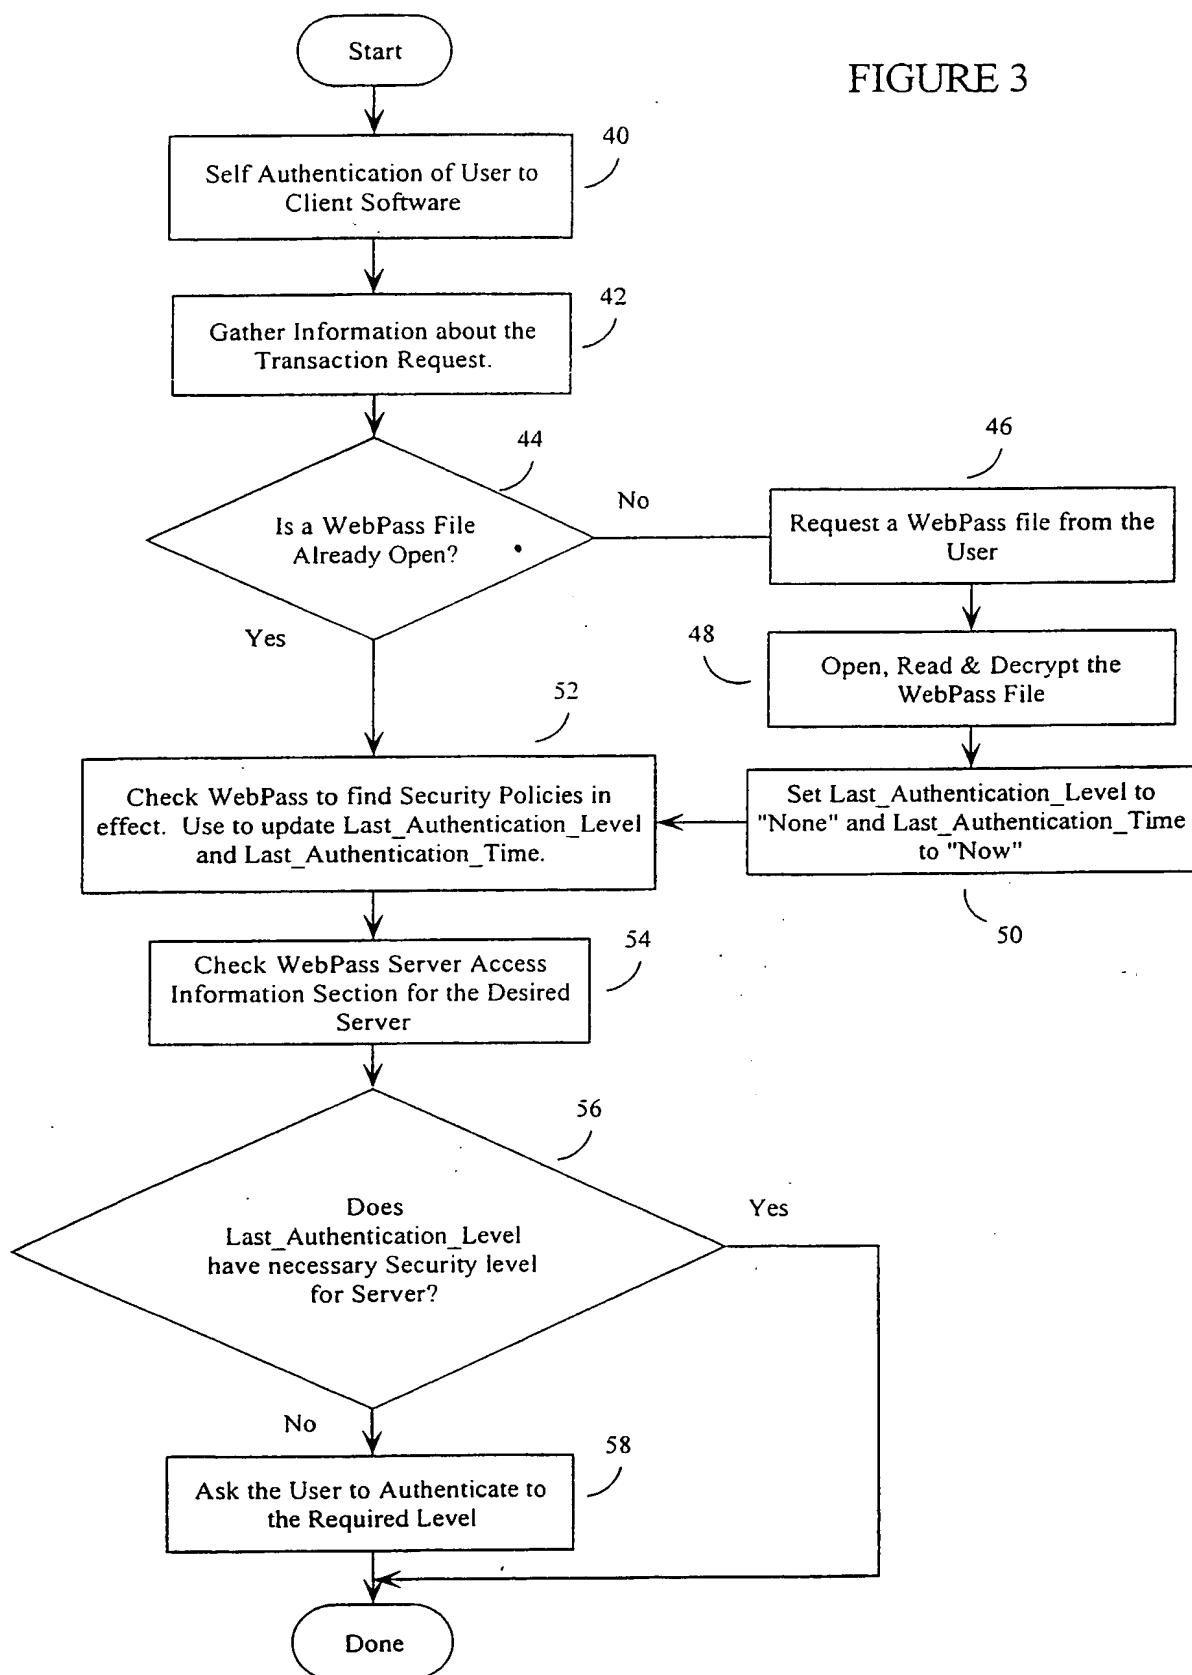 Start
FIGURE 3
40
Self Authentication of User to
Client Software
42
Gather Information about the
Transaction Request.
44
Is a WebPass File
Already Open?
No
46
Request a WebPass file from the
User
Yes
48
Open, Read & Decrypt the
WebPass File
52
Check WebPass to find Security Policies in
effect.  Use to update Last_Authentication_Level
and Last_Authentication_Time.
Set Last_Authentication_Level to
"None" and Last_Authentication_Time
to "Now"
50
54
Check WebPass Server Access
Information Section for the Desired
Server
56
Does
Last_Authentication_Level
have necessary Security level
for Server?
Yes
No
58
Ask the User to Authenticate to
the Required Level
Done